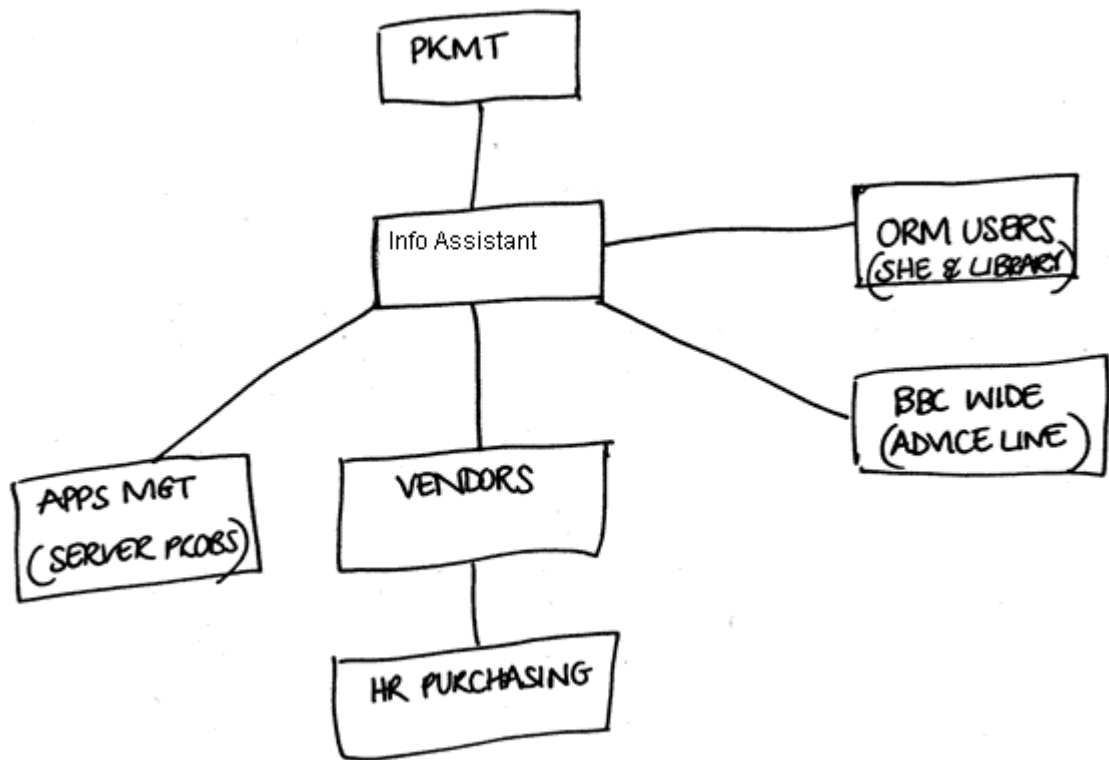 PKMT
Info Assistant
ORM USERS
(SHE & LIBRARY)
BBC WIDE
(ADVICE LINE)
APPS MGT
(SERVER PROBS)
VENDORS
HR PURCHASING